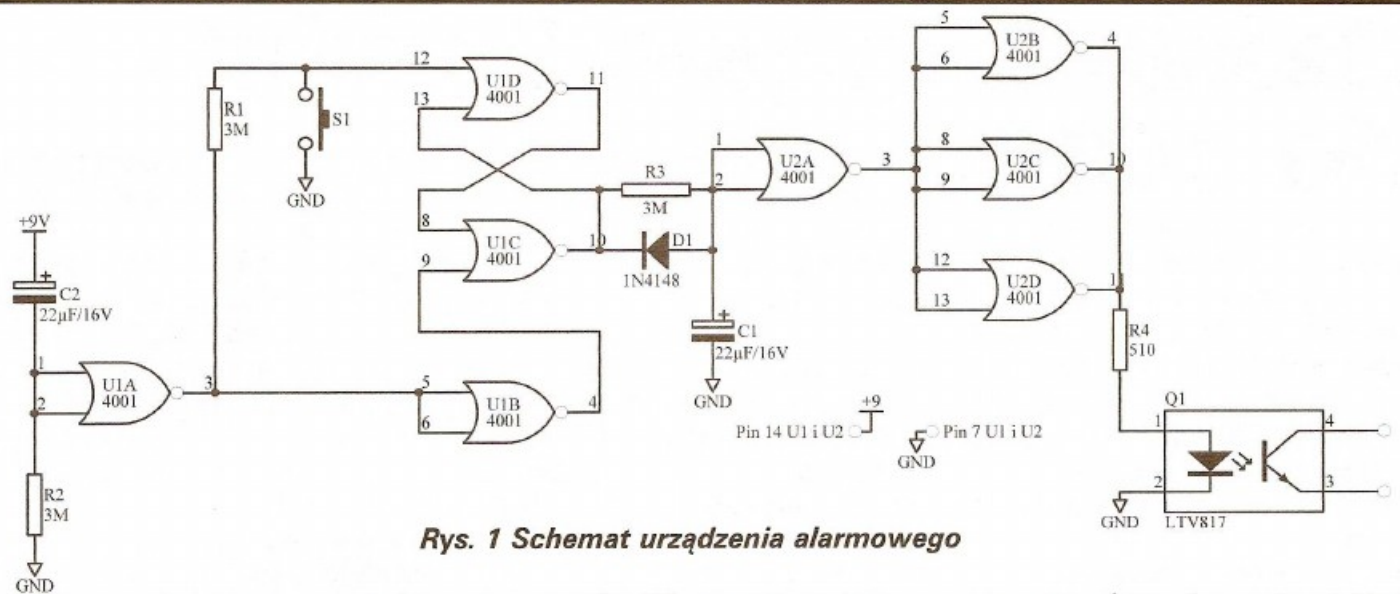 12
13
U1D
4001
11
R1
3M
S1
GND
+9V
+
C2
22µF/16V
1
2
U1A
4001
3
R2
3M
GND
8
9
U1C
4001
10
R3
3M
D1
1N4148
+
C1
22µF/16V
GND
5
6
U1B
4001
4
1
2
U2A
4001
3
5
6
U2B
4001
4
8
9
U2C
4001
10
12
13
U2D
4001
11
R4
510
+9
Pin 14 U1 i U2
Pin 7 U1 i U2
GND
Q1
1
2
4
3
GND
LTV817
Rys. 1 Schemat urządzenia alarmowego